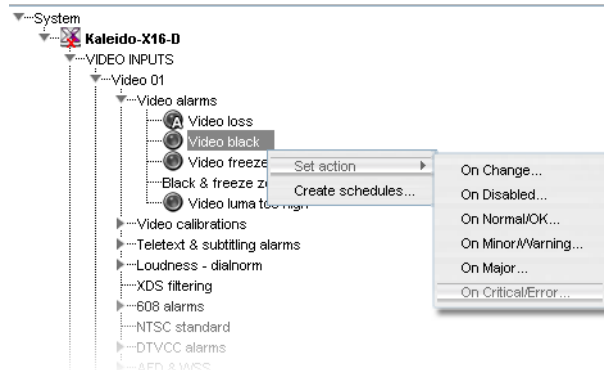 System
Kaleido-X16-D
VIDEO INPUTS
Video 01
Video alarms
A Video loss
Video black
Video freeze
Black & freeze
Video luma too high
Video calibrations
Teletext & subtitling alarms
Loudness - dialnorm
XDS filtering
608 alarms
NTSC standard
DTVCC alarms
AFD & WSS
Set action
Create schedules...
On Change...
On Disabled...
On Normal/OK...
On Minor/Warning...
On Major...
On Critical/Error...